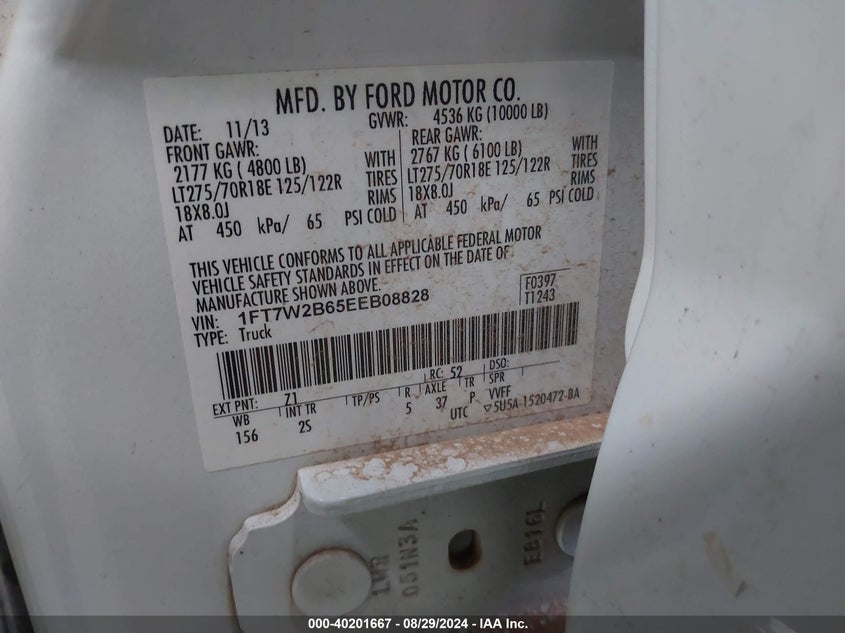 MFD. BY FORD MOTOR CO.
DATE: 11/13 GVWR: 4536 KG (10000 LB)
FRONT GAWR: REAR GAWR:
2177 KG ( 4800 LB) WITH 2767 KG ( 6100 LB) WITH
LT275/70R18E 125/122R TIRES LT275/70R18E 125/122R TIRES
18X8.0J RIMS 18X8.0J RIMS
AT 450 kPa/ 65 PSI COLD AT 450 kPa/ 65 PSI COLD
THIS VEHICLE CONFORMS TO ALL APPLICABLE FEDERAL MOTOR
VEHICLE SAFETY STANDARDS IN EFFECT ON THE DATE OF
MANUFACTURE SHOWN ABOVE.
VIN: 1FT7W2B65EEB08828 F0397
TYPE: Truck T1243
EXT PNT: Z1 RC: 52 DSO:
WB INT TR TP/PS R AXLE TR SPR
156 2S 5 37 P VVFF
UTC ▽5U5A-1520472-BA
LWR
051N3A
E816L
000-40201667 - 08/29/2024 - IAA Inc.